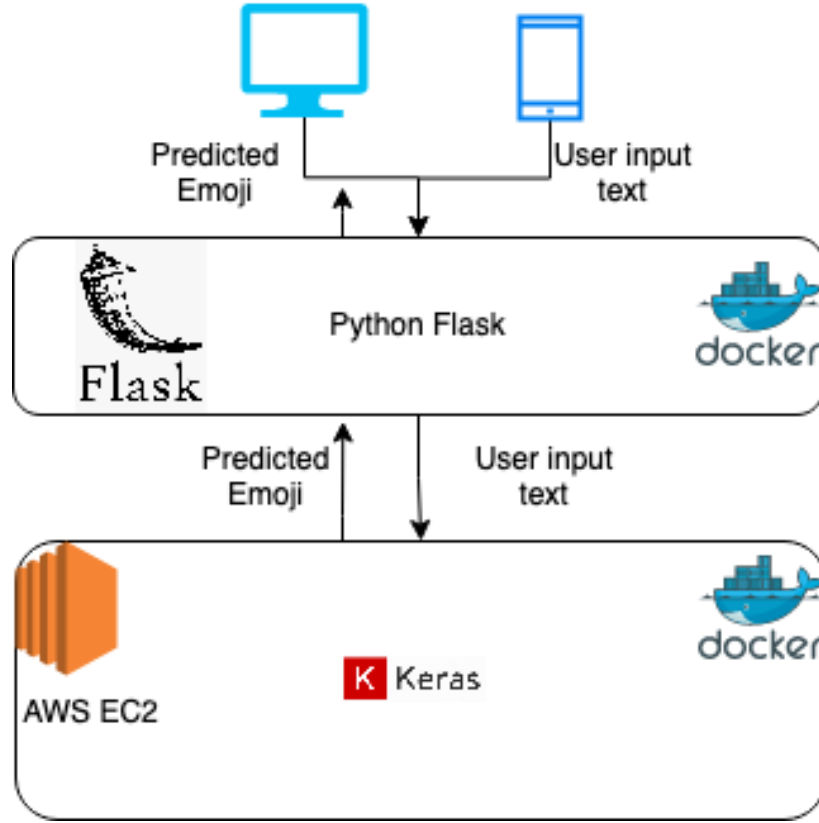 Predicted
Emoji
User input
text
Flask
Python Flask
docker
Predicted
Emoji
User input
text
AWS EC2
K Keras
docker